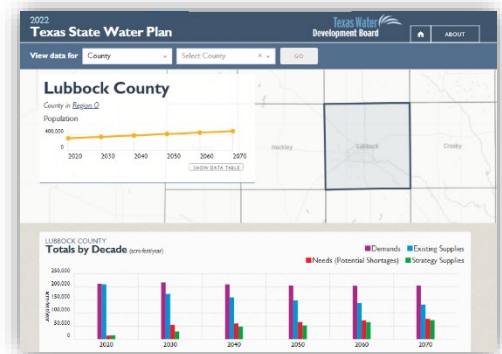 2022
Texas State Water Plan
Texas Water
Development Board
ABOUT
View data for County Select County × GO
Lubbock County
County in Region O
Population
400,000
0
2020 2030 2040 2050 2060 2070
SHOW DATA TABLE
Hockley Lubbock Crosby
LUBBOCK COUNTY
Totals by Decade (acre-feet/year)
Demands Existing Supplies
Needs (Potential Shortages) Strategy Supplies
250,000
200,000
150,000
100,000
50,000
0
2020 2030 2040 2050 2060 2070